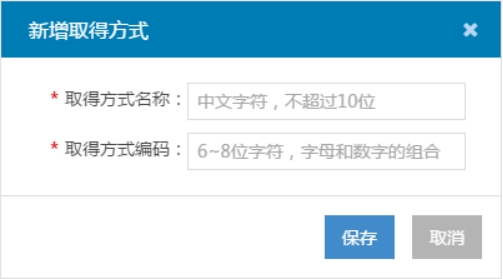 新增取得方式
* 取得方式名称：中文字符，不超过10位
* 取得方式编码：6~8位字符，字母和数字的组合
保存 取消